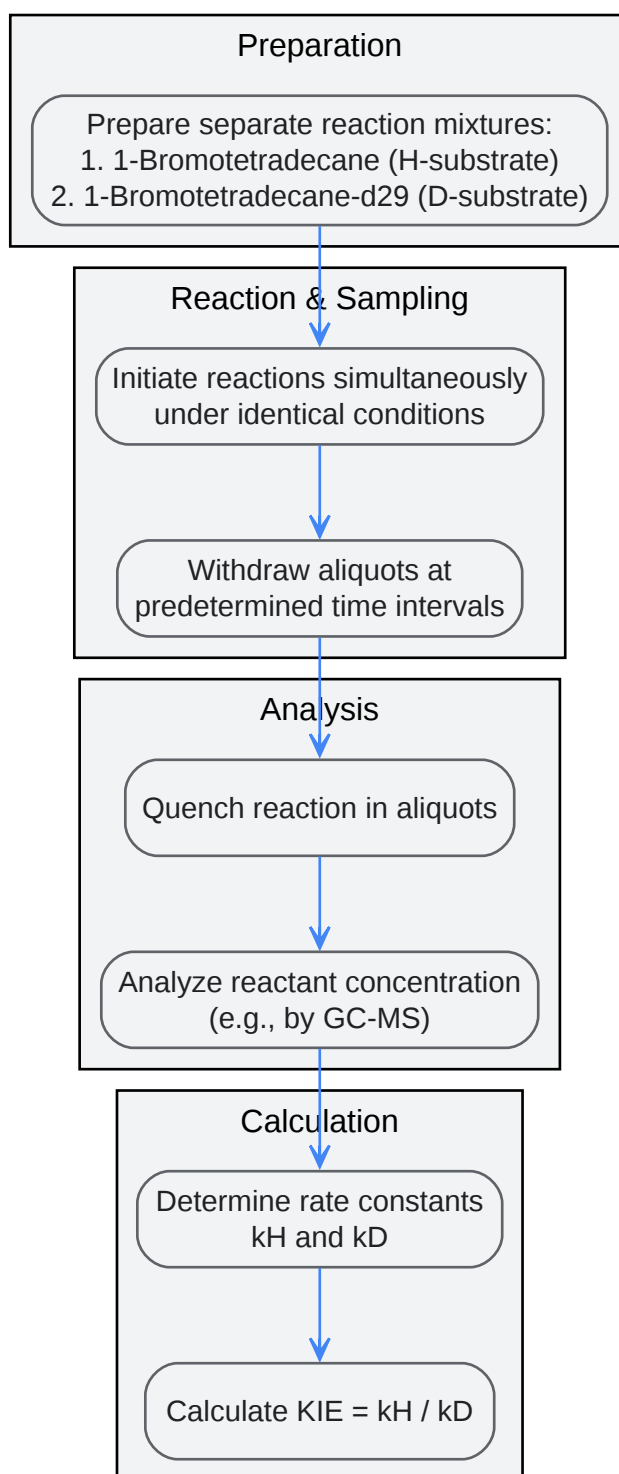 Preparation
Prepare separate reaction mixtures:
1. 1-Bromotetradecane (H-substrate)
2. 1-Bromotetradecane-d29 (D-substrate)
Reaction & Sampling
Initiate reactions simultaneously
under identical conditions
Withdraw aliquots at
predetermined time intervals
Analysis
Quench reaction in aliquots
Analyze reactant concentration
(e.g., by GC-MS)
Calculation
Determine rate constants
kH and kD
Calculate KIE = kH / kD